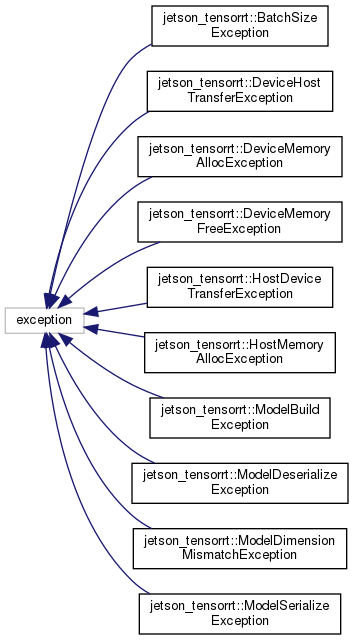 jetson_tensorrt::BatchSize
Exception
jetson_tensorrt::DeviceHost
TransferException
jetson_tensorrt::DeviceMemory
AllocException
jetson_tensorrt::DeviceMemory
FreeException
jetson_tensorrt::HostDevice
TransferException
exception
jetson_tensorrt::HostMemory
AllocException
jetson_tensorrt::ModelBuild
Exception
jetson_tensorrt::ModelDeserialize
Exception
jetson_tensorrt::ModelDimension
MismatchException
jetson_tensorrt::ModelSerialize
Exception